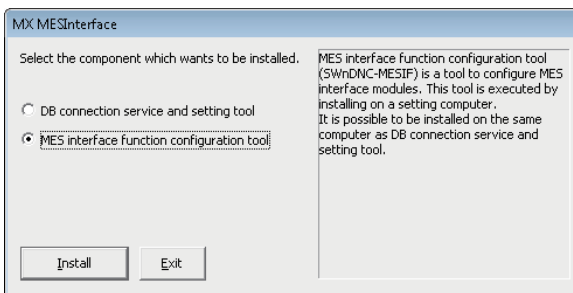 MX MESInterface
Select the component which wants to be installed.
DB connection service and setting tool
MES interface function configuration tool
Install
Exit
MES interface function configuration tool
(SWnDNC-MESIF) is a tool to configure MES
interface modules. This tool is executed by
installing on a setting computer.
It is possible to be installed on the same
computer as DB connection service and
setting tool.